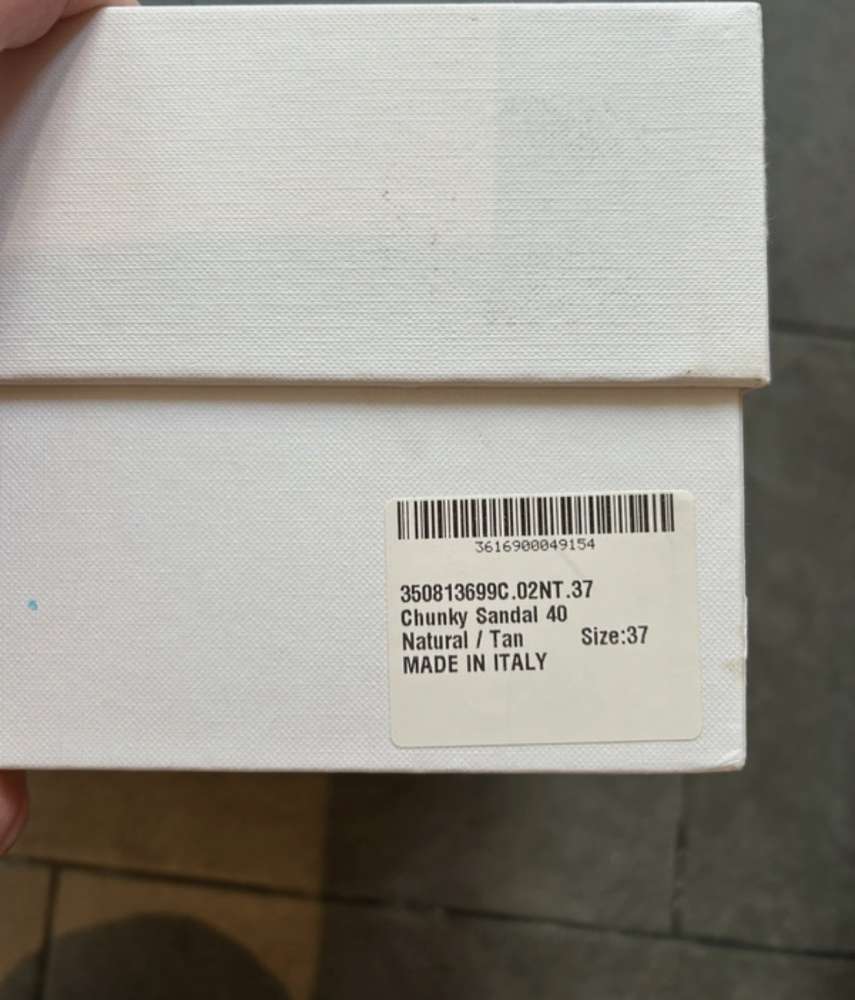 3616900049154
350813699C.02NT.37
Chunky Sandal 40
Natural / Tan Size:37
MADE IN ITALY